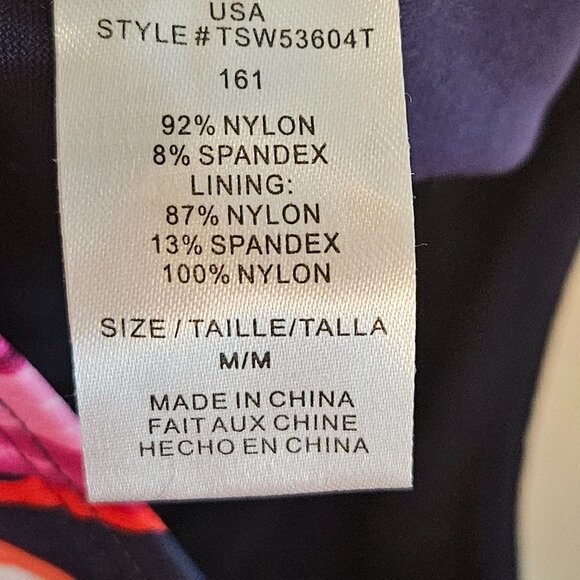 USA
STYLE#TSW53604T
161
92% NYLON
8% SPANDEX
LINING:
87% NYLON
13% SPANDEX
100% NYLON
SIZE/TAILLE/TALLA
M/M
MADE IN CHINA
FAIT AUX CHINE
HECHO EN CHINA